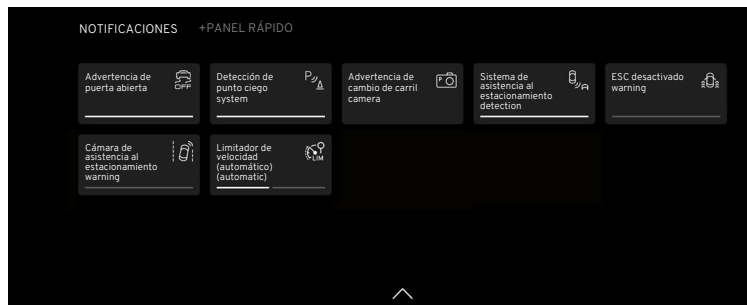 NOTIFICACIONES +PANEL RÁPIDO
Advertencia de
puerta abierta
OFF
Detección de
punto ciego
system
P
Advertencia de
cambio de carril
camera
P
Sistema de
asistencia al
estacionamiento
detection
ESC desactivado
warning
Cámara de
asistencia al
estacionamiento
warning
Limitador de
velocidad
(automático)
(automatic)
LIM